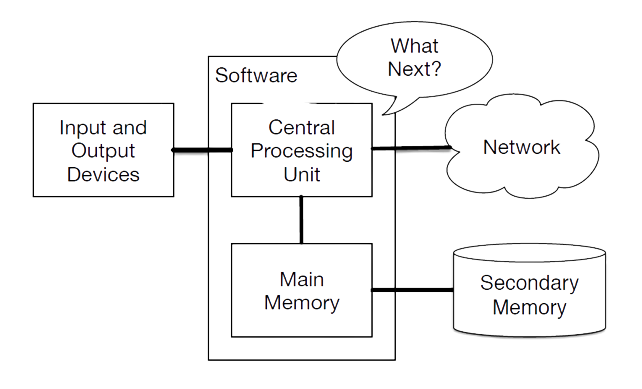 What
Next?
Software
Input and
Output
Devices
Central
Processing
Unit
Network
Main
Memory
Secondary
Memory